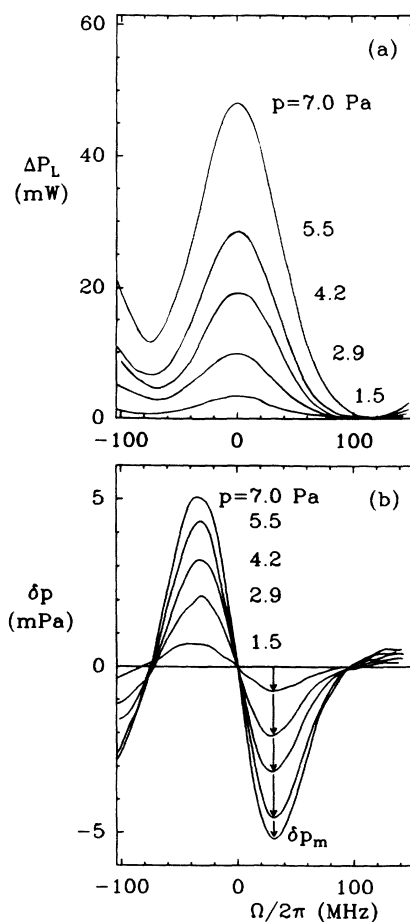 60
(a)
p=7.0 Pa
40
ΔP_L
(mW)
5.5
4.2
20
2.9
1.5
0
-100 0 100
(b)
5
p=7.0 Pa
5.5
δp
(mPa)
4.2
2.9
1.5
0
-5
δp_m
-100 0 100
Ω/2π (MHz)